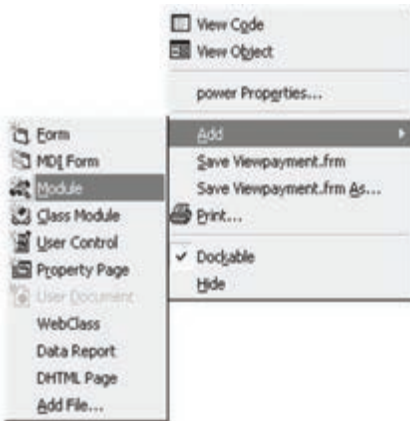 View Code
View Object
power Properties...
Add
Save Viewpayment.frm
Save Viewpayment.frm As...
Print...
Dockable
Hide
Form
MDI Form
Module
Class Module
User Control
Property Page
User Document
WebClass
Data Report
DHTML Page
Add File...